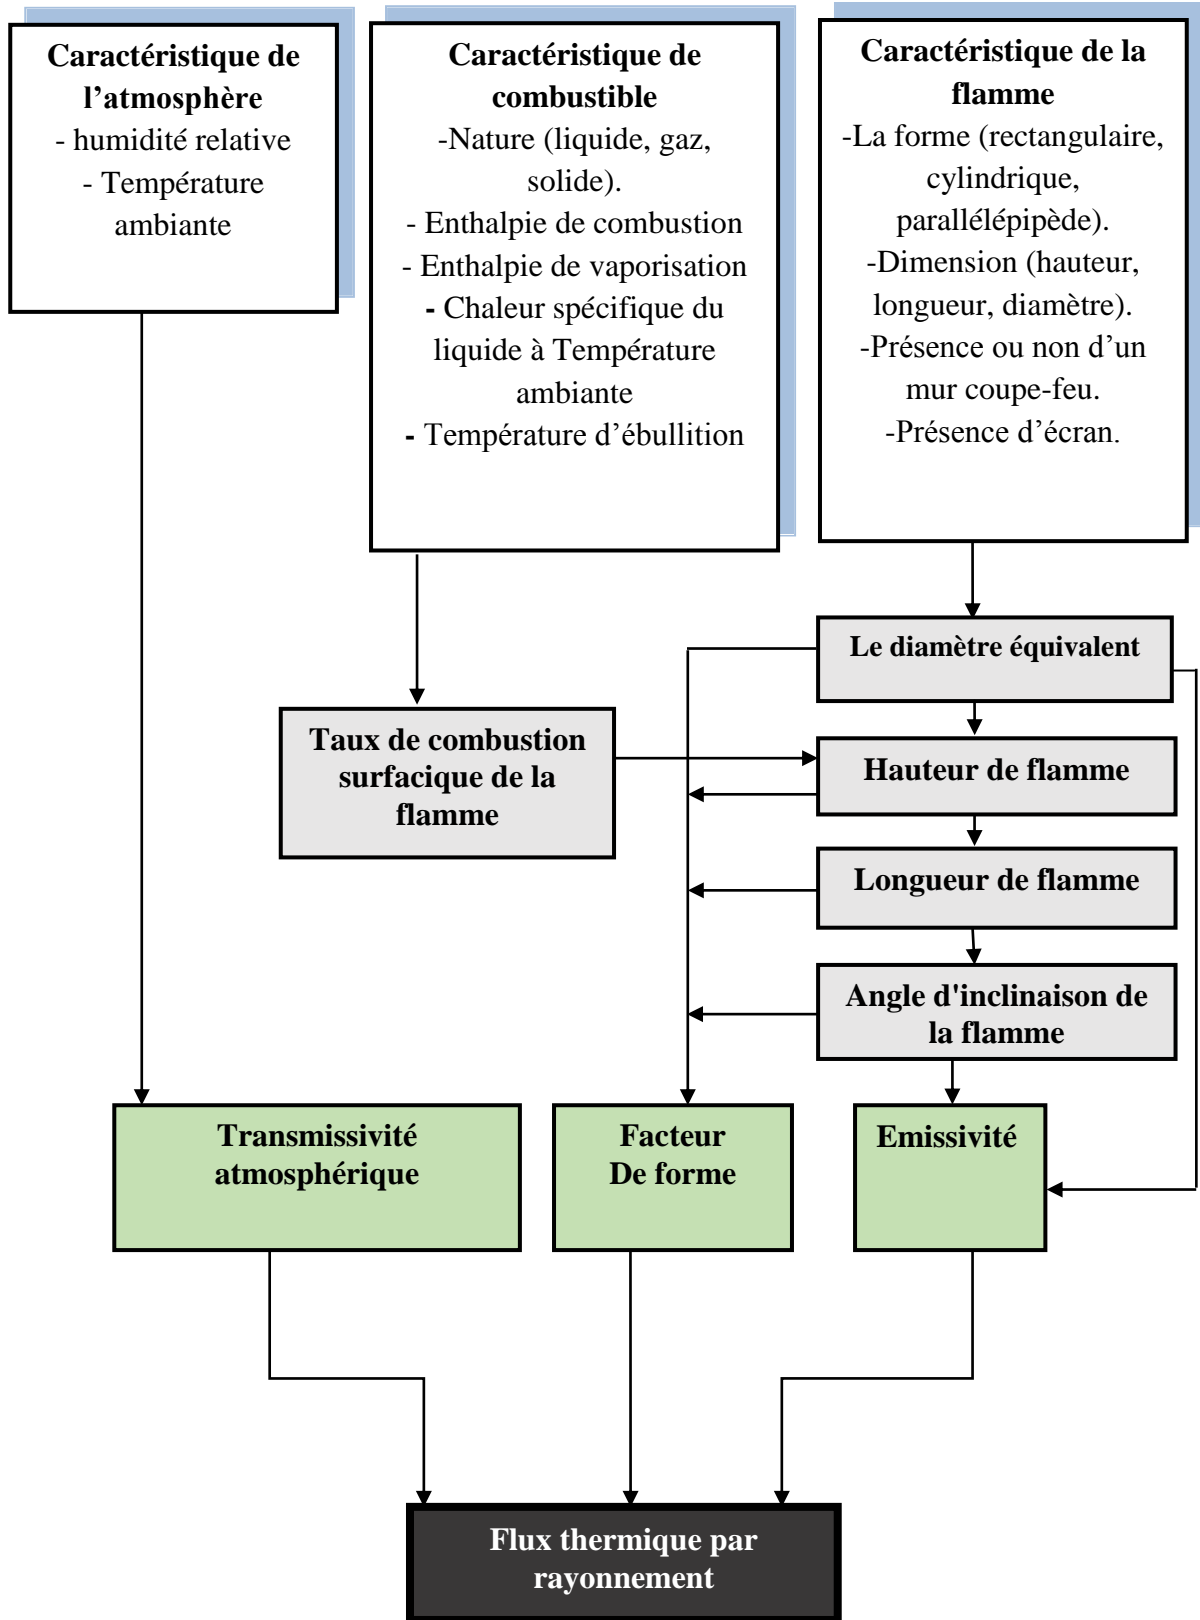 Caractéristique de
l’atmosphère
- humidité relative
- Température
ambiante
Caractéristique de
combustible
-Nature (liquide, gaz,
solide).
- Enthalpie de combustion
- Enthalpie de vaporisation
- Chaleur spécifique du
liquide à Température
ambiante
- Température d’ébullition
Caractéristique de la
flamme
-La forme (rectangulaire,
cylindrique,
parallélépipède).
-Dimension (hauteur,
longueur, diamètre).
-Présence ou non d’un
mur coupe-feu.
-Présence d’écran.
Le diamètre équivalent
Taux de combustion
surfacique de la
flamme
Hauteur de flamme
Longueur de flamme
Angle d'inclinaison de
la flamme
Transmissivité
atmosphérique
Facteur
De forme
Emissivité
Flux thermique par
rayonnement